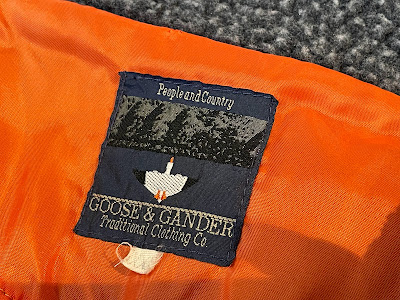 People and Country
GOOSE & GANDER
Traditional Clothing Co.